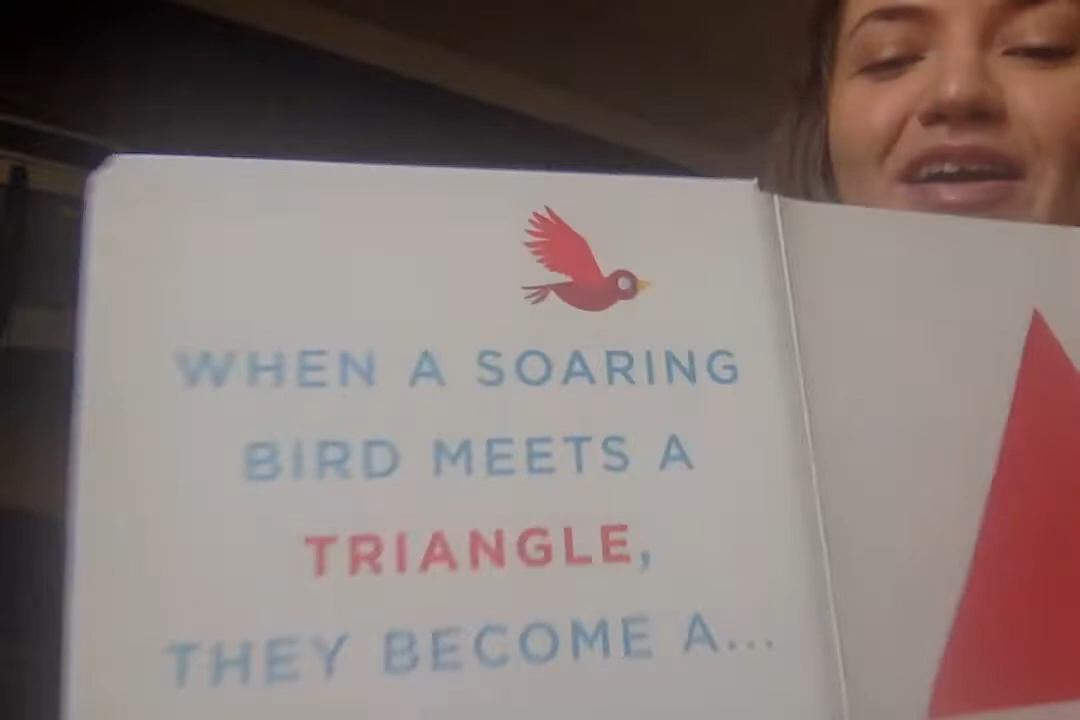 WHEN A SOARING
BIRD MEETS A
TRIANGLE,
THEY BECOME A...